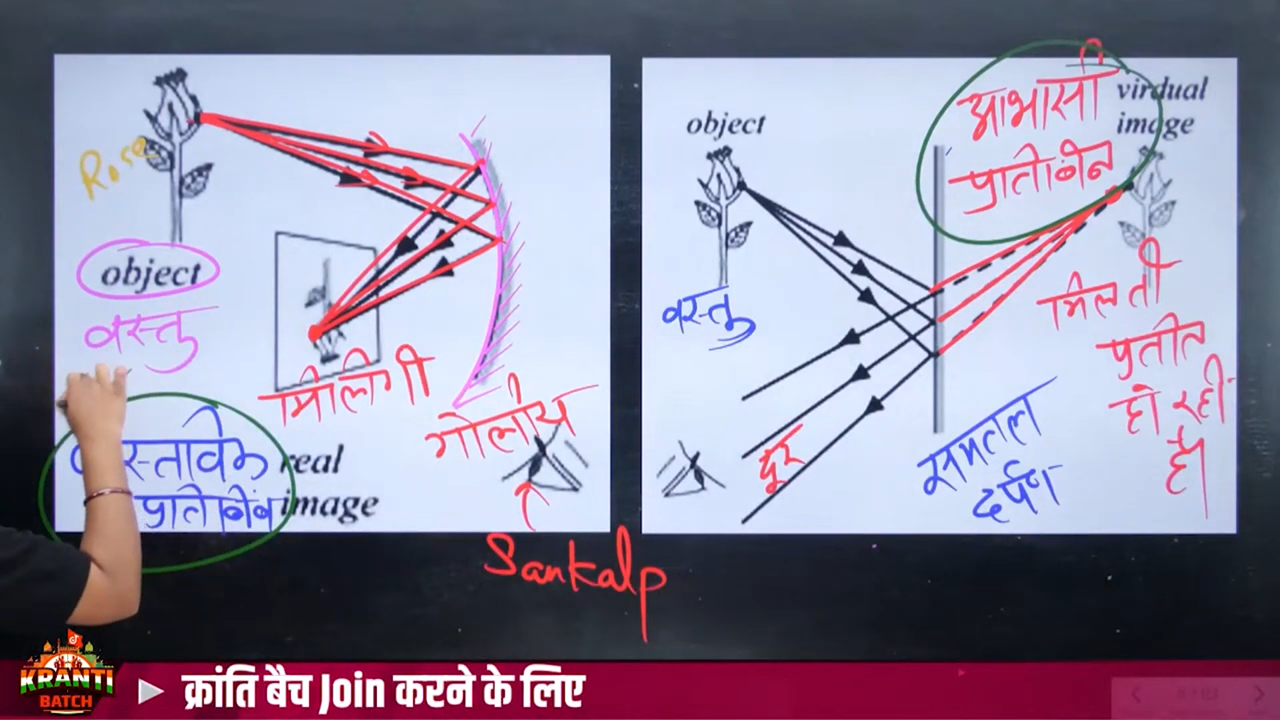 Rose
object
वस्तु
वास्तविक
प्रतिबिंब
real
image
मिलेगी
गोलीय
Sankalp
object
वस्तु
आभासी
प्रतिबिंब
virdual
image
मिलती
प्रतीत
हो रही
है।
दूर
समतल
दर्पण
KRANTI
BATCH
क्रांति बैच Join करने के लिए